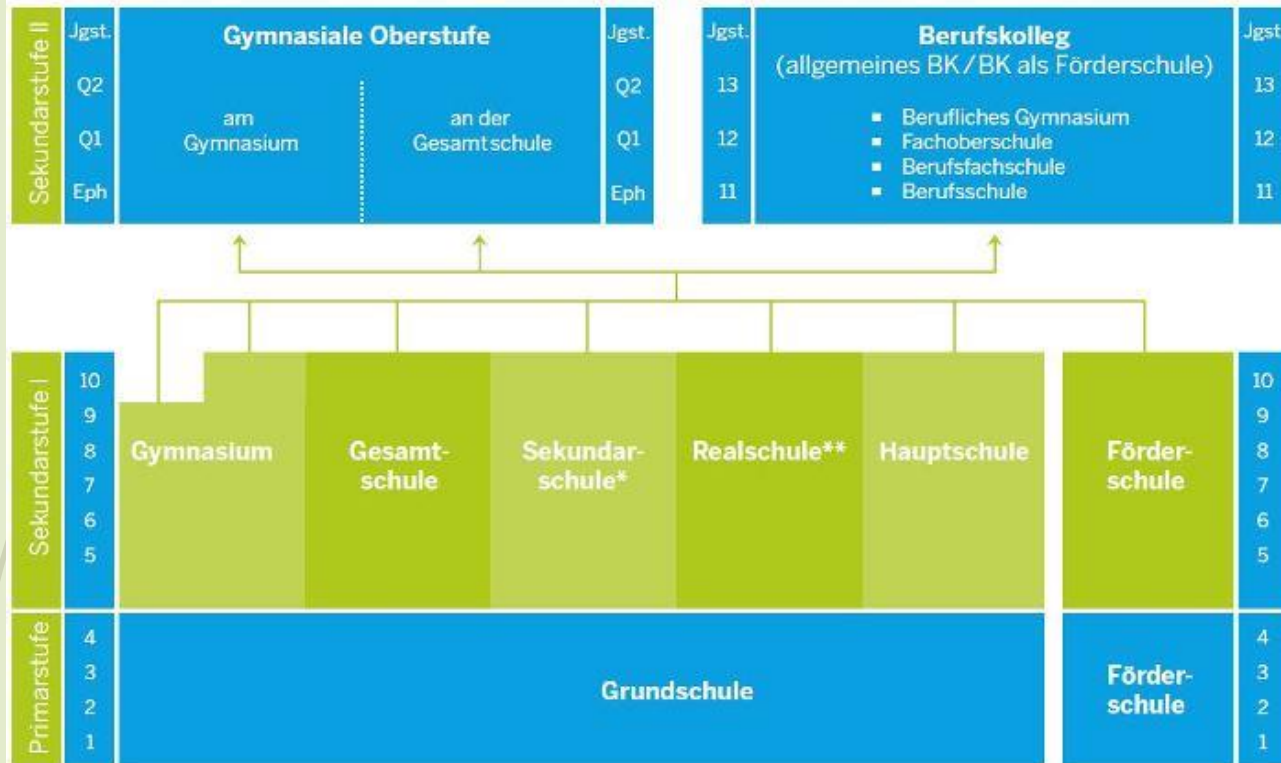 Sekundarstufe II
Jgst.
Q2
Q1
Eph
Gymnasiale Oberstufe
am
Gymnasium
an der
Gesamtschule
Jgst.
Q2
Q1
Eph
Jgst.
13
12
11
Berufskolleg
(allgemeines BK/BK als Förderschule)
▪ Berufliches Gymnasium
▪ Fachoberschule
▪ Berufsfachschule
▪ Berufsschule
Jgst
13
12
11
Sekundarstufe I
10
9
8
7
6
5
Gymnasium
Gesamt-
schule
Sekundar-
schule*
Realschule**
Hauptschule
Förder-
schule
10
9
8
7
6
5
Primarstufe
4
3
2
1
Grundschule
Förder-
schule
4
3
2
1